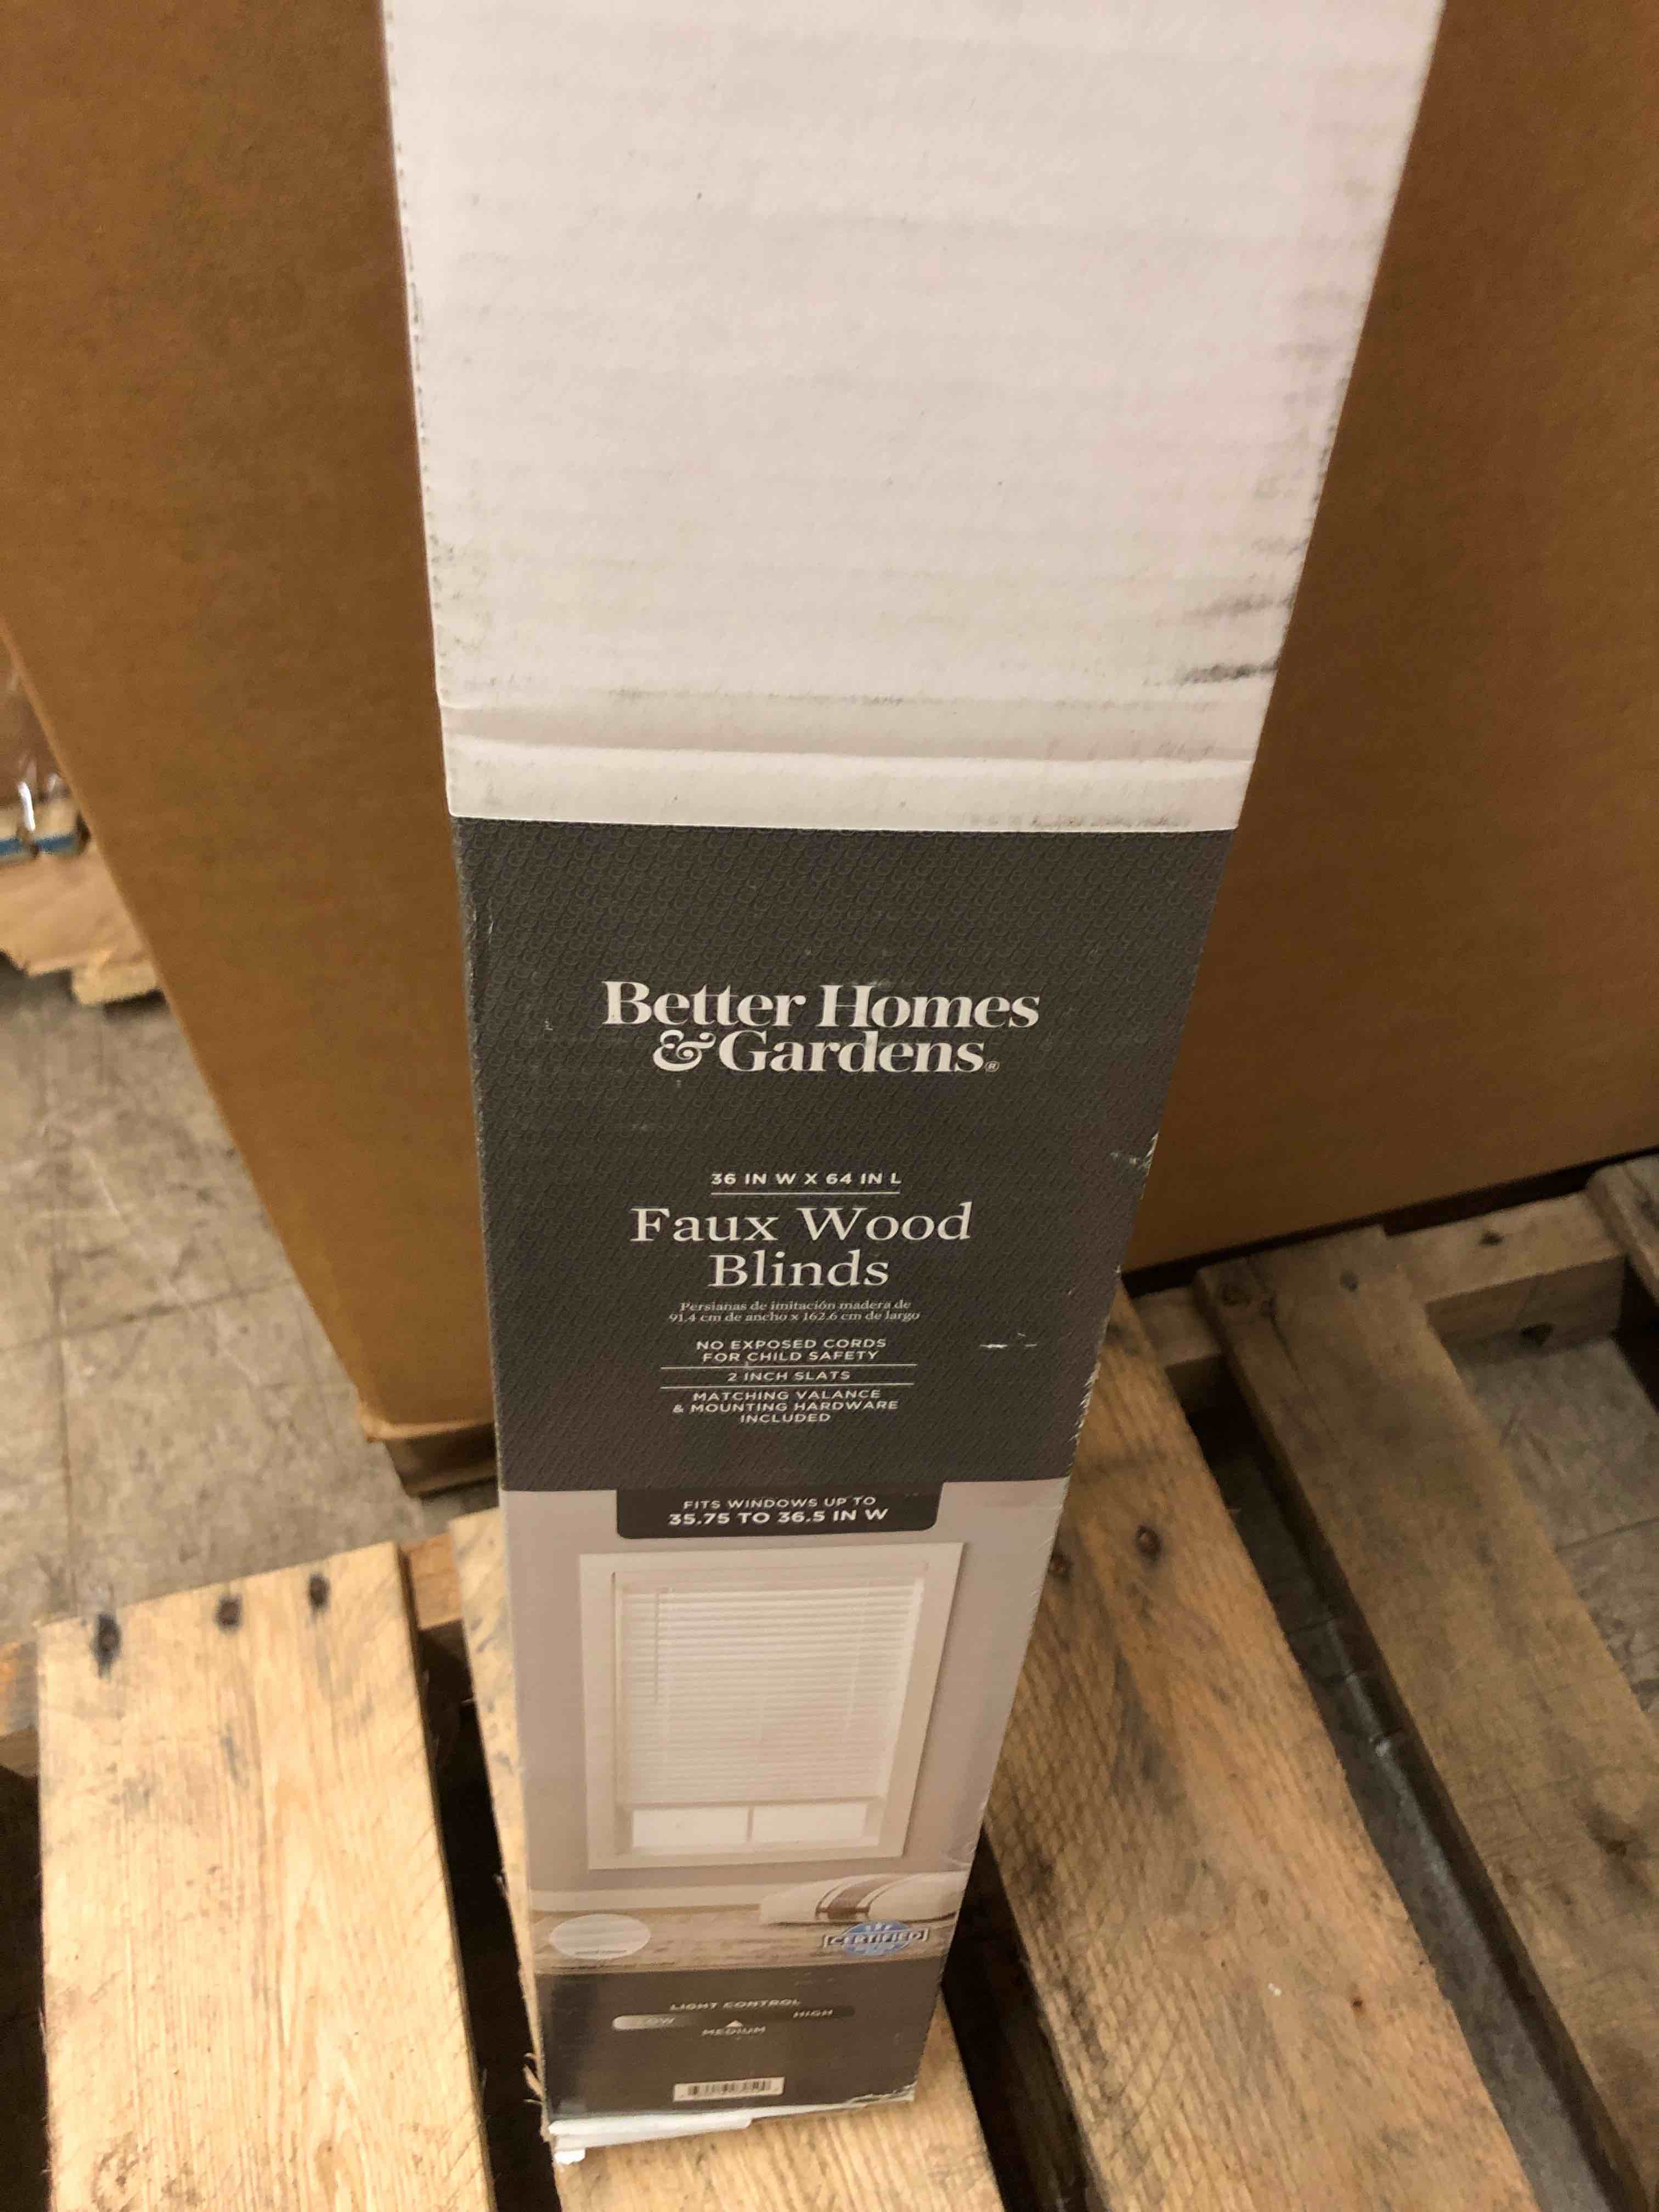 Better Homes
& Gardens®
36 IN W X 64 IN L
Faux Wood
Blinds
Persianas de imitación madera de
91.4 cm de ancho x 162.6 cm de largo
NO EXPOSED CORDS
FOR CHILD SAFETY
2 INCH SLATS
MATCHING VALANCE
& MOUNTING HARDWARE
INCLUDED
FITS WINDOWS UP TO
35.75 TO 36.5 IN W
CERTIFIED
LIGHT CONTROL
LOW
HIGH
MEDIUM